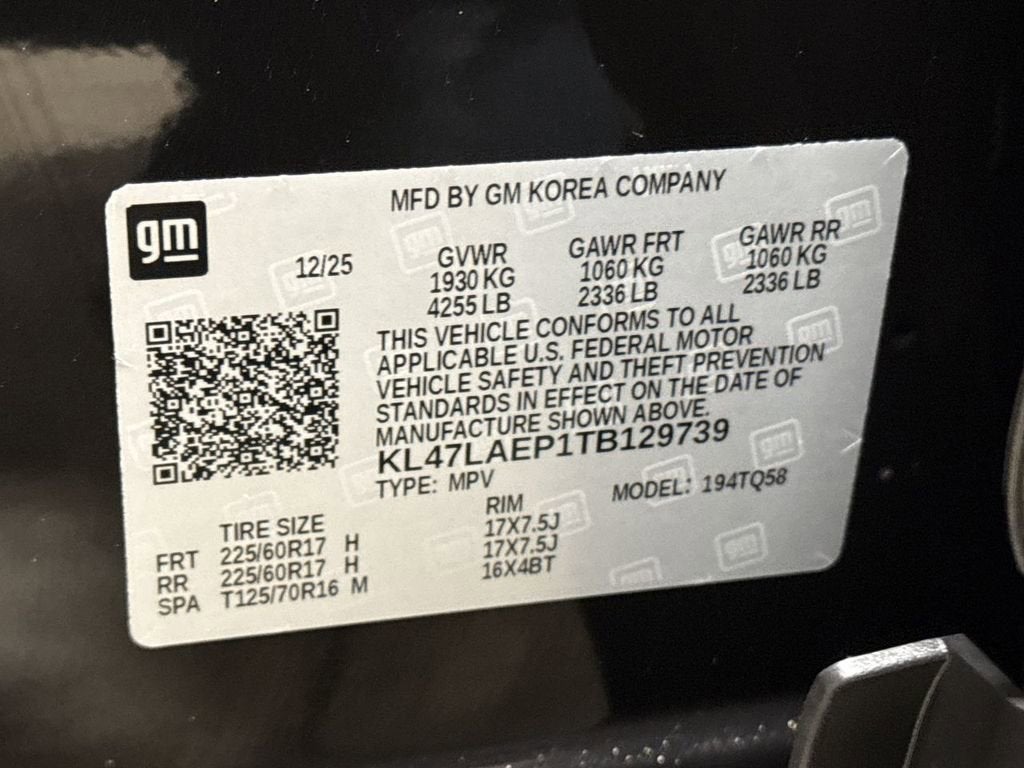 gm
MFD BY GM KOREA COMPANY
12/25
GVWR GAWR FRT GAWR RR
1930 KG 1060 KG 1060 KG
4255 LB 2336 LB 2336 LB
THIS VEHICLE CONFORMS TO ALL
APPLICABLE U.S. FEDERAL MOTOR
VEHICLE SAFETY AND THEFT PREVENTION
STANDARDS IN EFFECT ON THE DATE OF
MANUFACTURE SHOWN ABOVE.
KL47LAEP1TB129739
TYPE: MPV MODEL: 194TQ58
TIRE SIZE RIM
FRT 225/60R17 H 17X7.5J
RR 225/60R17 H 17X7.5J
SPA T125/70R16 M 16X4BT